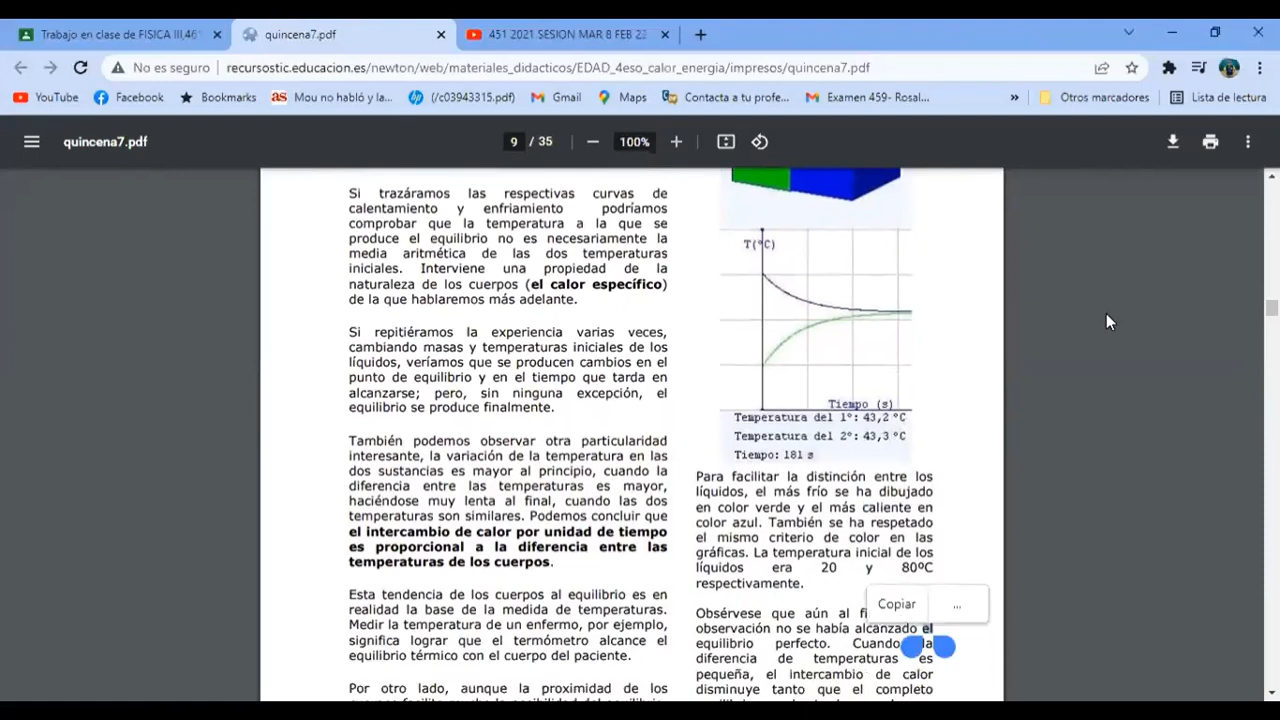 Trabajo en clase de FISICA III,46
quincena7.pdf
451 2021 SESION MAR 8 FEB 22
No es seguro
recursostic.educacion.es/newton/web/materiales_didacticos/EDAD_4eso_calor_energia/impresos/quincena7.pdf
YouTube
Facebook
Bookmarks
as
Mou no habló y la...
(/c03943315.pdf)
Gmail
Maps
Contacta a tu profe...
Examen 459- Rosal...
»
Otros marcadores
Lista de lectura
quincena7.pdf
9 / 35
100%
Si trazáramos las respectivas curvas de
calentamiento y enfriamiento podríamos
comprobar que la temperatura a la que se
produce el equilibrio no es necesariamente la
media aritmética de las dos temperaturas
iniciales. Interviene una propiedad de la
naturaleza de los cuerpos (el calor específico)
de la que hablaremos más adelante.
Si repitiéramos la experiencia varias veces,
cambiando masas y temperaturas iniciales de los
líquidos, veríamos que se producen cambios en el
punto de equilibrio y en el tiempo que tarda en
alcanzarse; pero, sin ninguna excepción, el
equilibrio se produce finalmente.
También podemos observar otra particularidad
interesante, la variación de la temperatura en las
dos sustancias es mayor al principio, cuando la
diferencia entre las temperaturas es mayor,
haciéndose muy lenta al final, cuando las dos
temperaturas son similares. Podemos concluir que
el intercambio de calor por unidad de tiempo
es proporcional a la diferencia entre las
temperaturas de los cuerpos.
Esta tendencia de los cuerpos al equilibrio es en
realidad la base de la medida de temperaturas.
Medir la temperatura de un enfermo, por ejemplo,
significa lograr que el termómetro alcance el
equilibrio térmico con el cuerpo del paciente.
Por otro lado, aunque la proximidad de los
T(°C)
Tiempo (s)
Temperatura del 1º: 43,2 °C
Temperatura del 2º: 43,3 °C
Tiempo: 181 s
Para facilitar la distinción entre los
líquidos, el más frío se ha dibujado
en color verde y el más caliente en
color azul. También se ha respetado
el mismo criterio de color en las
gráficas. La temperatura inicial de los
líquidos era 20 y 80ºC
respectivamente.
Copiar
...
Obsérvese que aún al
observación no se había alcanzado el
equilibrio perfecto. Cuando la
diferencia de temperaturas es
pequeña, el intercambio de calor
disminuye tanto que el completo